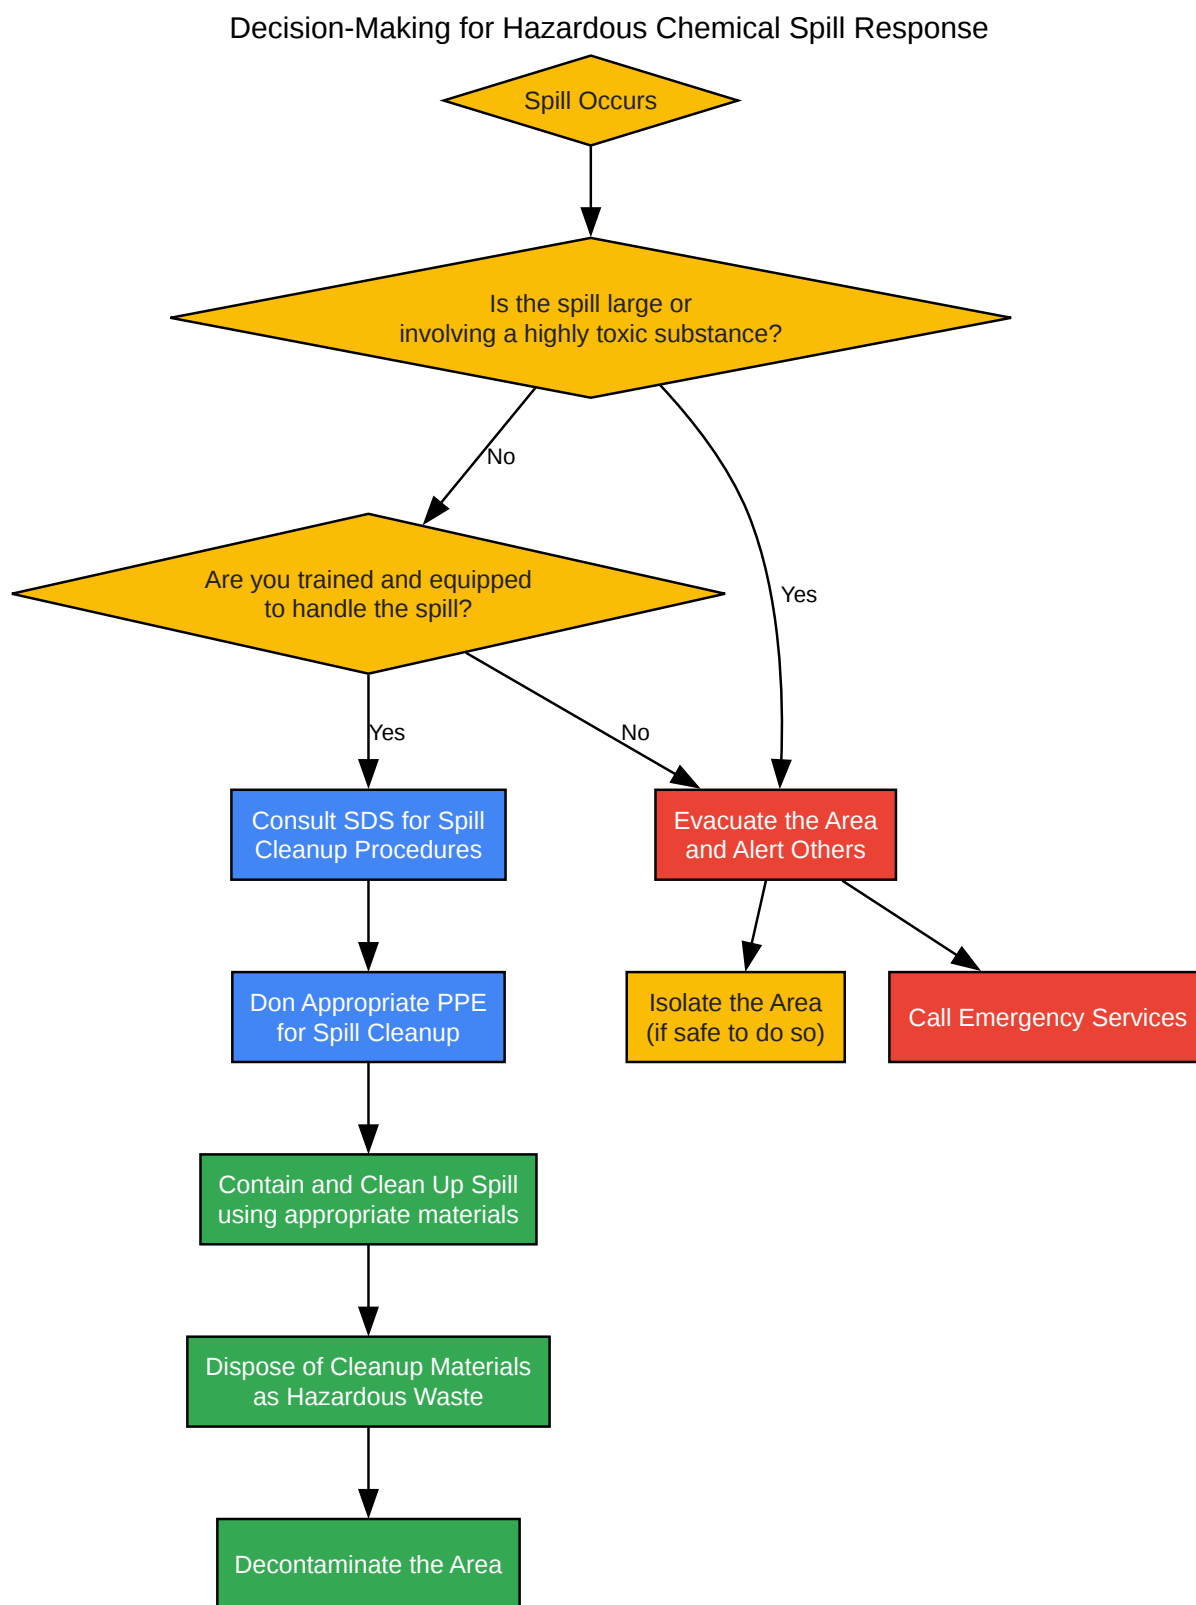 Decision-Making for Hazardous Chemical Spill Response
Spill Occurs
Is the spill large or
involving a highly toxic substance?
No
Are you trained and equipped
to handle the spill?
Yes
Yes
No
Consult SDS for Spill
Cleanup Procedures
Evacuate the Area
and Alert Others
Don Appropriate PPE
for Spill Cleanup
Isolate the Area
(if safe to do so)
Call Emergency Services
Contain and Clean Up Spill
using appropriate materials
Dispose of Cleanup Materials
as Hazardous Waste
Decontaminate the Area